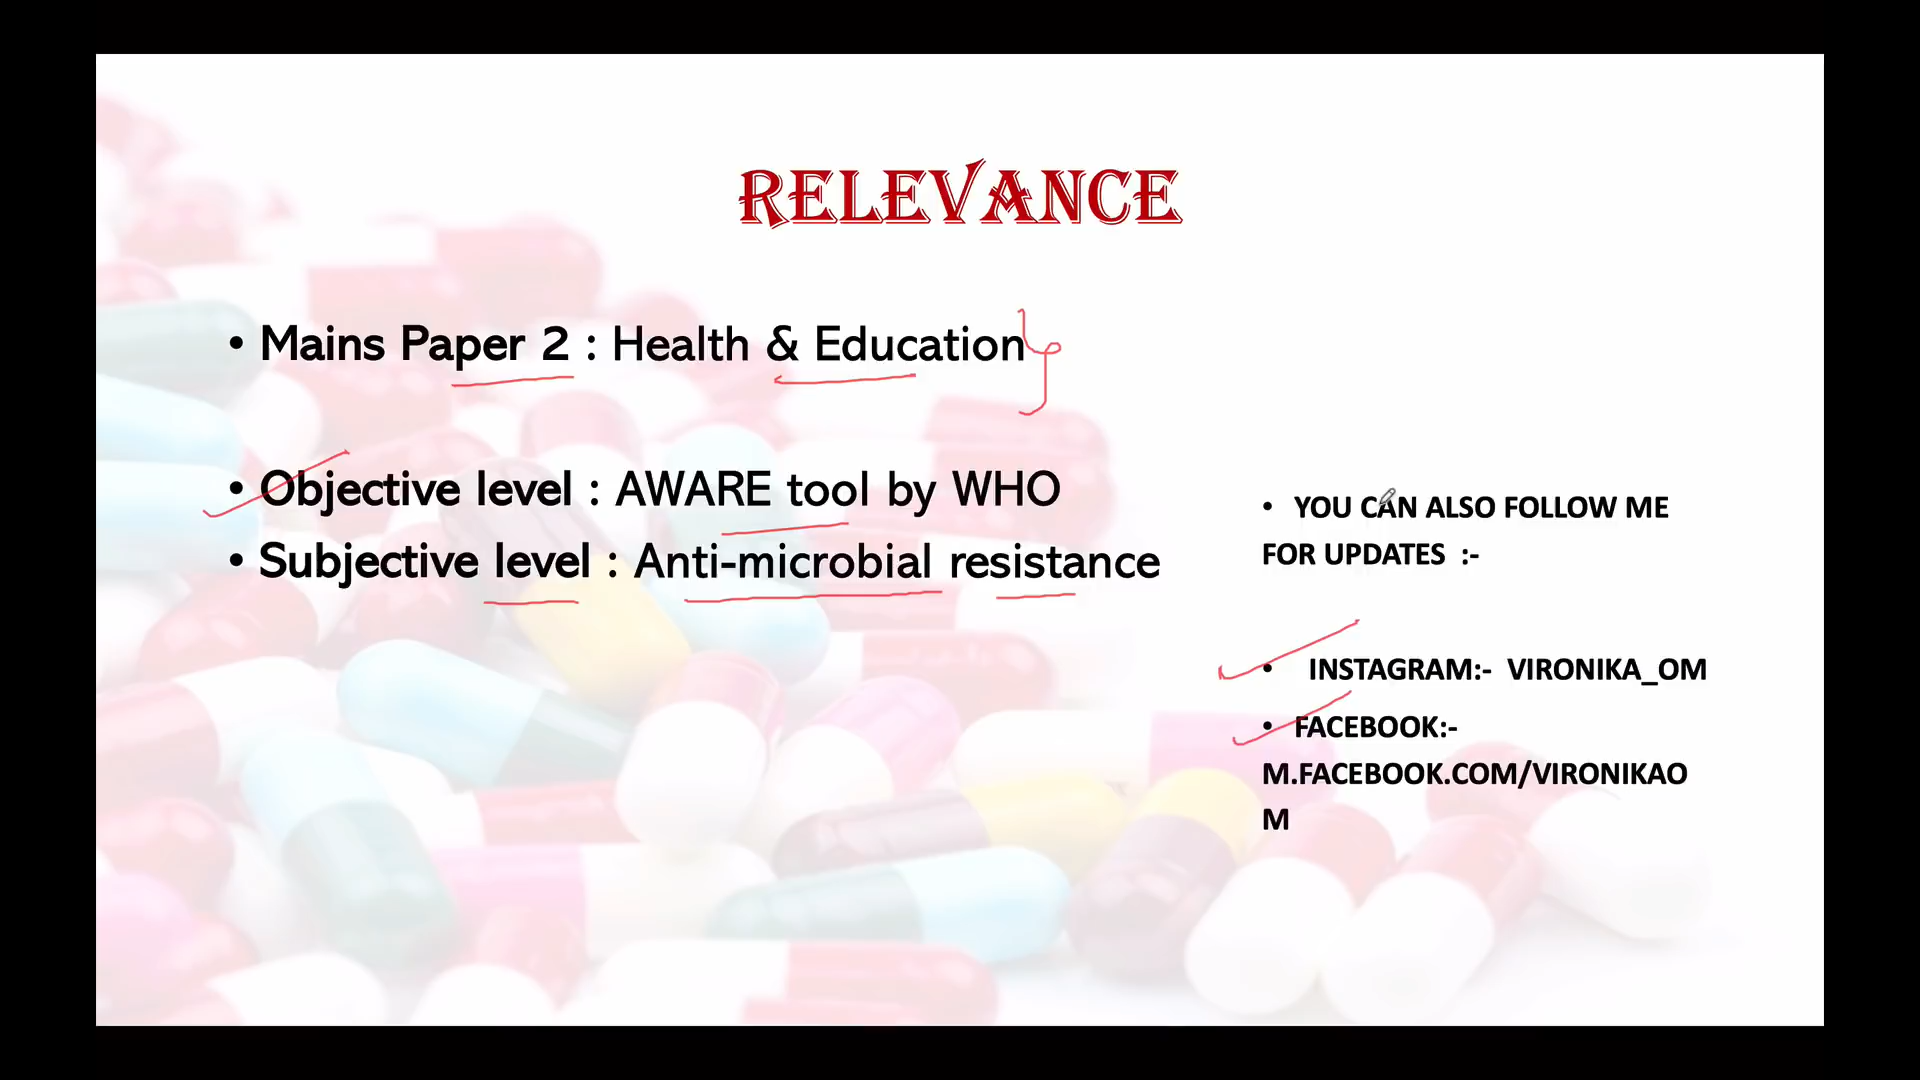 RELEVANCE
• Mains Paper 2 : Health & Education
• Objective level : AWARE tool by WHO
• Subjective level : Anti-microbial resistance
• YOU CAN ALSO FOLLOW ME
FOR UPDATES :-
• INSTAGRAM:- VIRONIKA_OM
• FACEBOOK:-
M.FACEBOOK.COM/VIRONIKAO
M